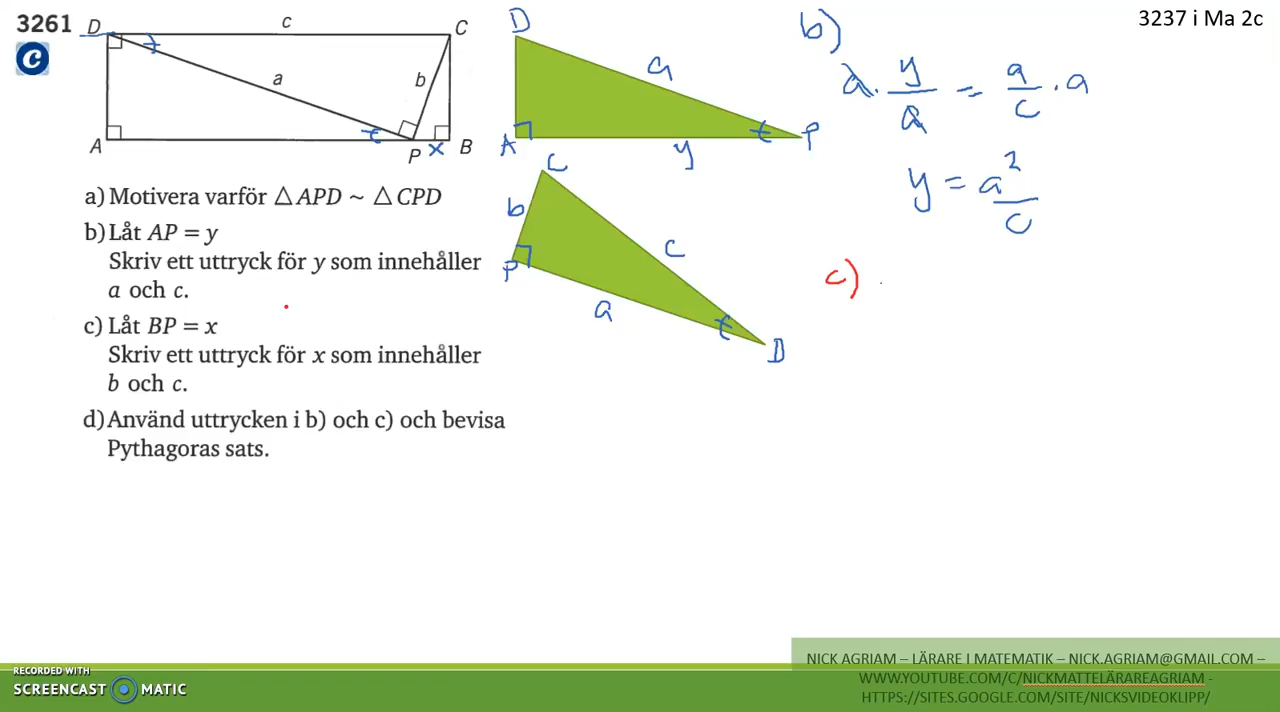 3261
C
D
c
C
a
b
A
P
x
B
a) Motivera varför △APD ~ △CPD
b) Låt AP = y
Skriv ett uttryck för y som innehåller
a och c.
c) Låt BP = x
Skriv ett uttryck för x som innehåller
b och c.
d) Använd uttrycken i b) och c) och bevisa
Pythagoras sats.
D
a
A
y
P
C
b
c
P
a
D
3237 i Ma 2c
b)
a · y/a = a/c · a
y = a²/c
c)
RECORDED WITH
SCREENCAST MATIC
NICK AGRIAM – LÄRARE I MATEMATIK – NICK.AGRIAM@GMAIL.COM –
WWW.YOUTUBE.COM/C/NICKMATTELÄRAREAGRIAM -
HTTPS://SITES.GOOGLE.COM/SITE/NICKSVIDEOKLIPP/